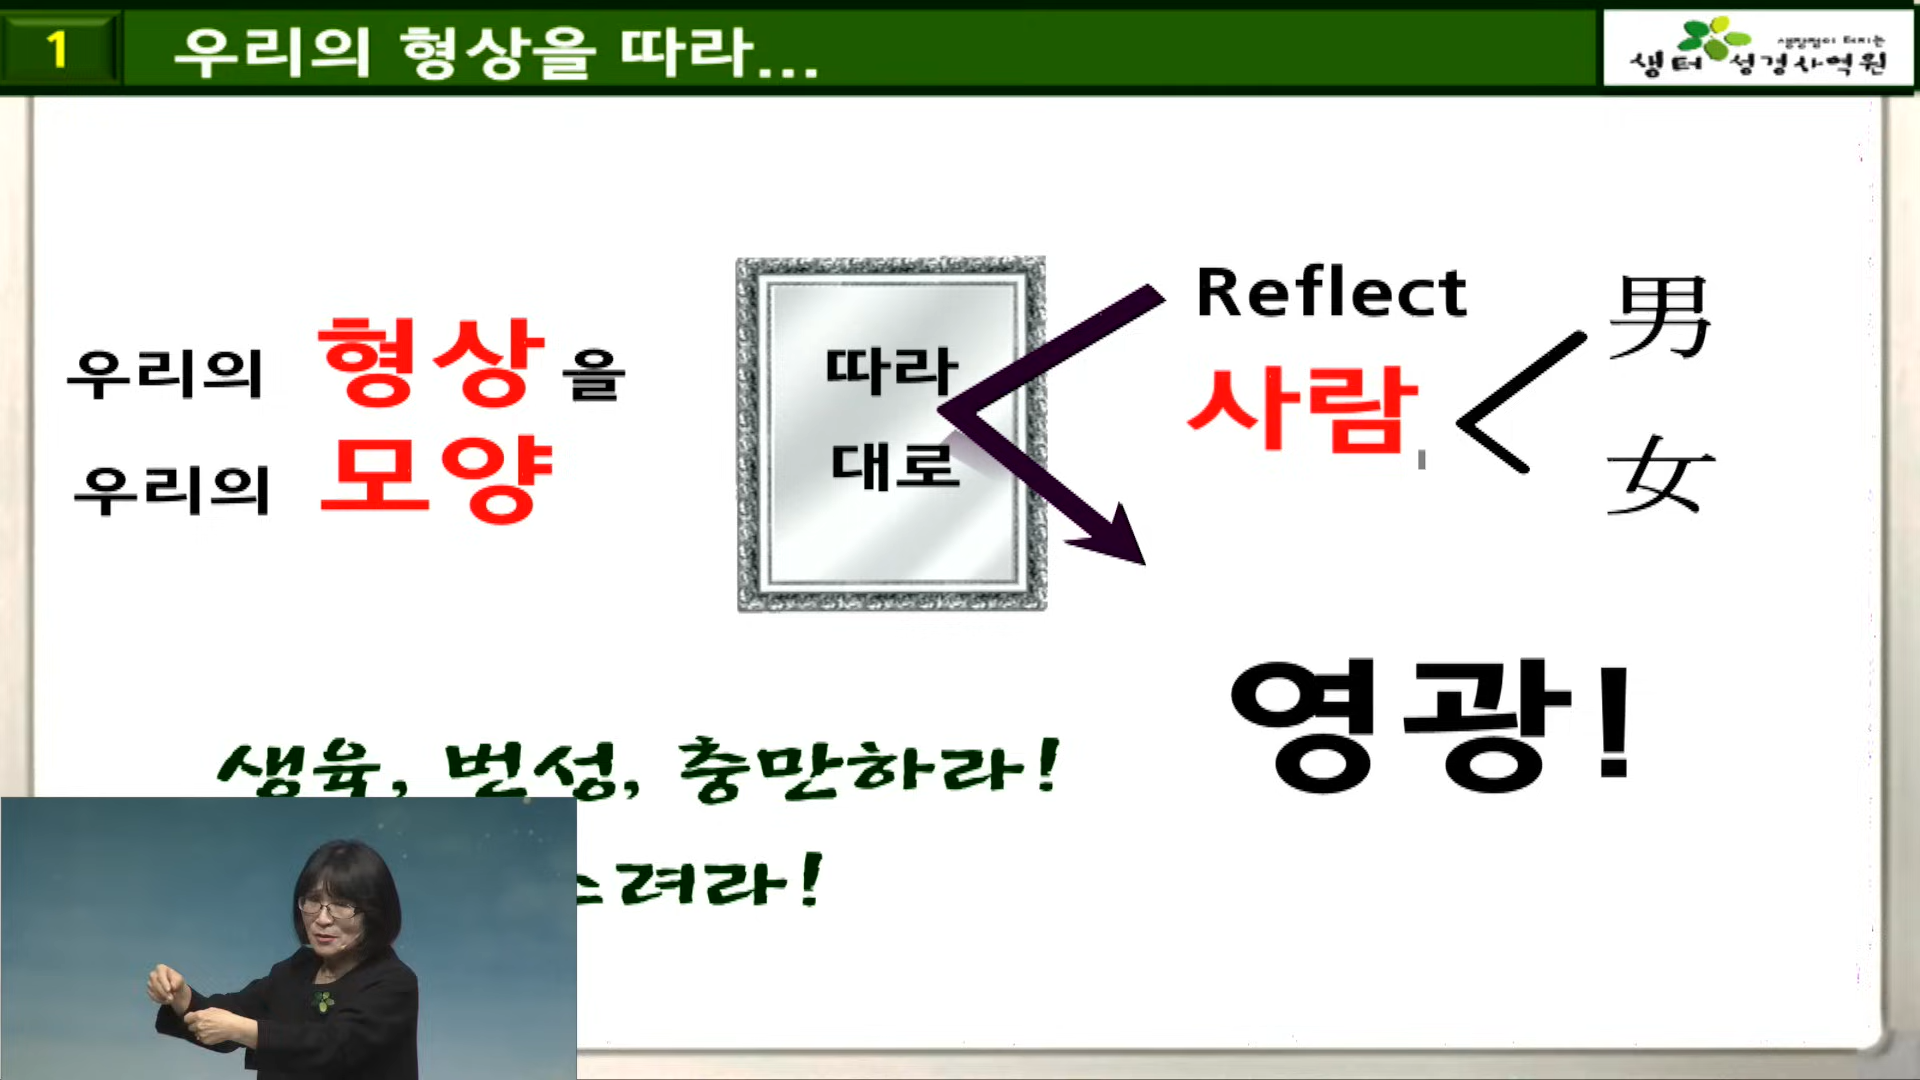 1 우리의 형상을 따라...
생장점이 터지는
생터 성경사역원
우리의 형상을
우리의 모양
따라
대로
Reflect
사람
男
女
영광!
생육, 번성, 충만하라!
스려라!